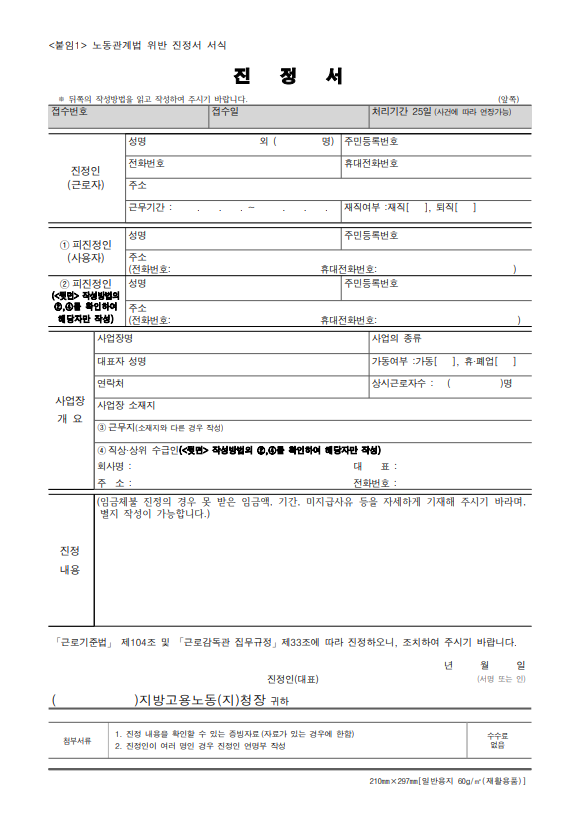 <붙임1> 노동관계법 위반 진정서 서식
진 정 서
※ 뒤쪽의 작성방법을 읽고 작성하여 주시기 바랍니다. (앞쪽)
접수번호 접수일 처리기간 25일 (사건에 따라 연장가능)
진정인
(근로자)
성명 외 ( 명) 주민등록번호
전화번호 휴대전화번호
주소
근무기간 : . . . ~ . . . 재직여부 :재직[ ], 퇴직[ ]
① 피진정인
(사용자)
성명 주민등록번호
주소
(전화번호: 휴대전화번호: )
② 피진정인
(<뒷면> 작성방법의
②,④를 확인하여
해당자만 작성)
성명 주민등록번호
주소
(전화번호: 휴대전화번호: )
사업장
개 요
사업장명 사업의 종류
대표자 성명 가동여부 :가동[ ], 휴·폐업[ ]
연락처 상시근로자수 : ( )명
사업장 소재지
③ 근무지(소재지와 다른 경우 작성)
④ 직상·상위 수급인(<뒷면> 작성방법의 ②,④를 확인하여 해당자만 작성)
회사명 : 대 표 :
주 소 : 전화번호 :
진정
내용
(임금체불 진정의 경우 못 받은 임금액, 기간, 미지급사유 등을 자세하게 기재해 주시기 바라며,
별지 작성이 가능합니다.)
「근로기준법」 제104조 및 「근로감독관 집무규정」제33조에 따라 진정하오니, 조치하여 주시기 바랍니다.
년 월 일
진정인(대표) (서명 또는 인)
( )지방고용노동(지)청장 귀하
첨부서류
1. 진정 내용을 확인할 수 있는 증빙자료(자료가 있는 경우에 한함)
2. 진정인이 여러 명인 경우 진정인 연명부 작성
수수료
없음
210㎜×297㎜[일반용지 60g/㎡(재활용품)]